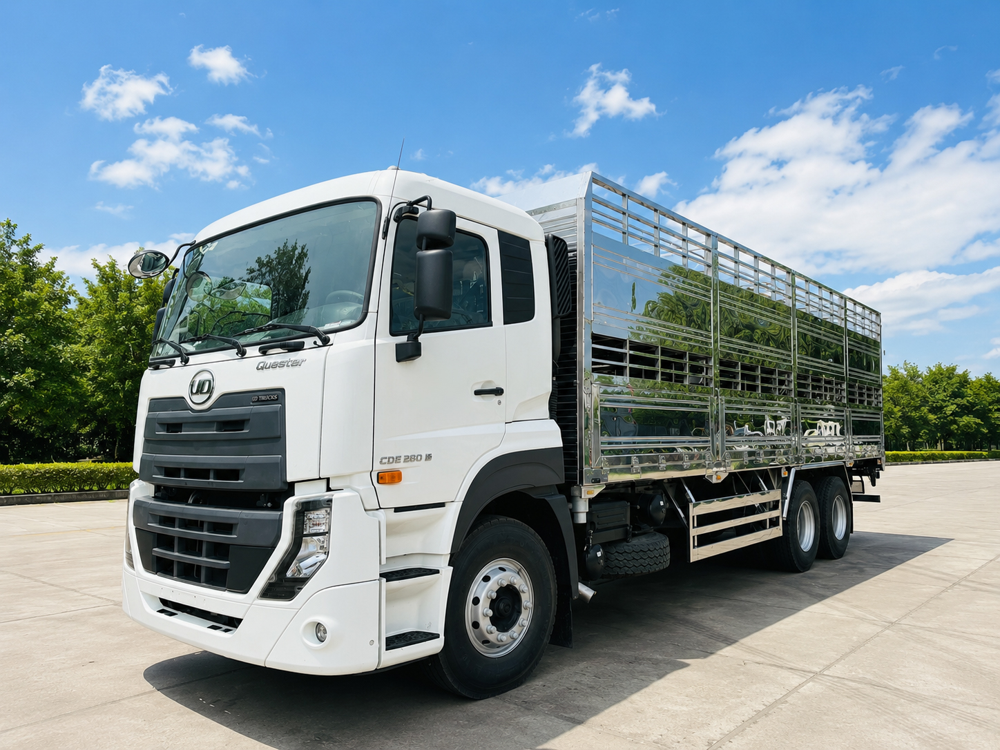 Quester
UD
UD TRUCKS
CDE 280